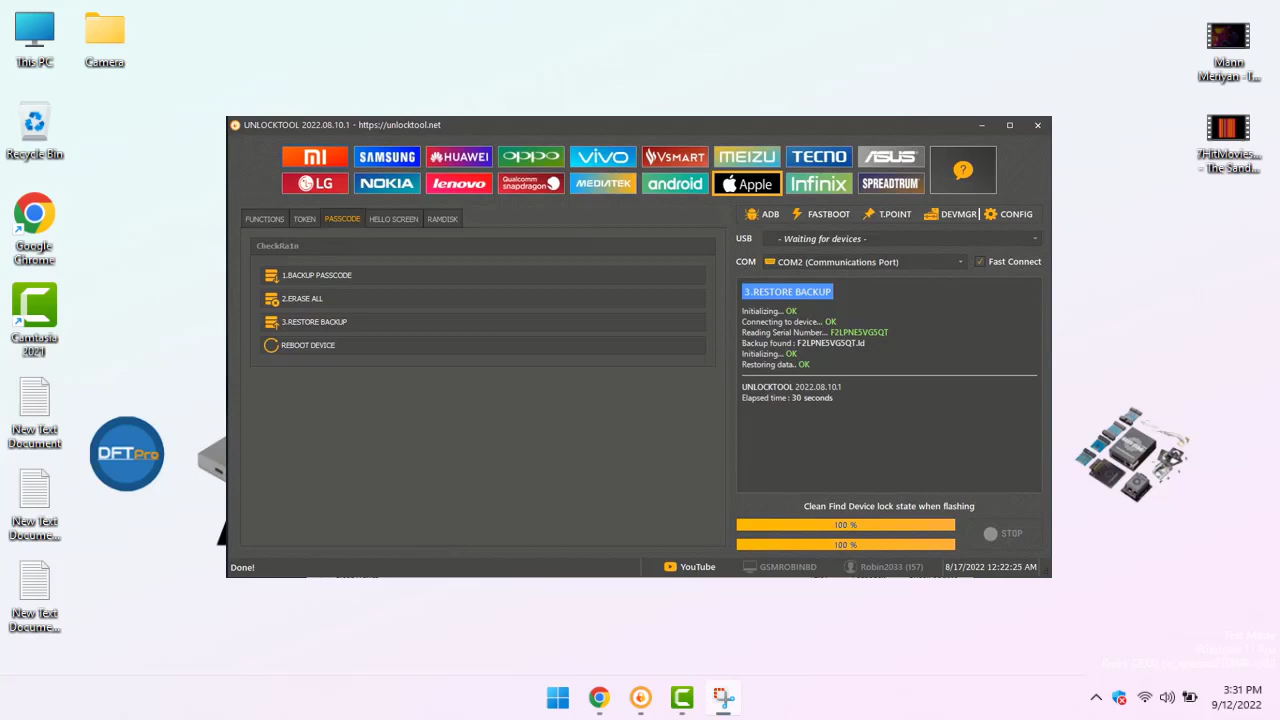 This PC
Camera
Recycle Bin
Google
Chrome
Camtasia
2021
New Text
Document
New Text
Docume...
New Text
Docume...
DFTPro
Mann
Meriyan - T...
7HitMovies...
- The Sand...
UNLOCKTOOL 2022.08.10.1 - https://unlocktool.net
MI SAMSUNG HUAWEI oppo VIVO VSMART MEIZU TECNO ASUS
LG NOKIA lenovo Qualcomm snapdragon MEDIATEK android Apple Infinix SPREADTRUM
?
FUNCTIONS TOKEN PASSCODE HELLO SCREEN RAMDISK
CheckRa1n
1.BACKUP PASSCODE
2.ERASE ALL
3.RESTORE BACKUP
REBOOT DEVICE
ADB FASTBOOT T.POINT DEVMGR CONFIG
USB - Waiting for devices -
COM COM2 (Communications Port) Fast Connect
3.RESTORE BACKUP
Initializing... OK
Connecting to device... OK
Reading Serial Number... F2LPNE5VG5QT
Backup found : F2LPNE5VG5QT.ld
Initializing... OK
Restoring data.. OK
UNLOCKTOOL 2022.08.10.1
Elapsed time : 30 seconds
Clean Find Device lock state when flashing
100 %
100 %
STOP
Done! YouTube GSMROBINBD Robin2033 (157) 8/17/2022 12:22:25 AM
Test Mode
3:31 PM
9/12/2022